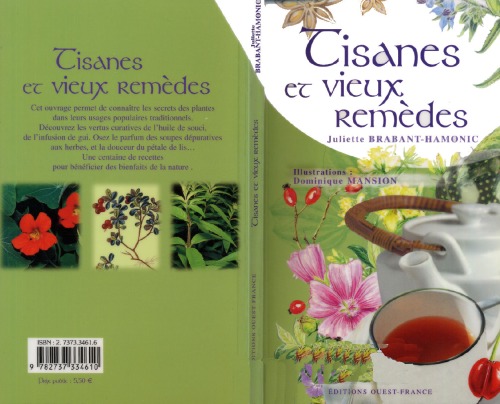 Tisanes
et vieux remèdes
Cet ouvrage permet de connaître les secrets des plantes
dans leurs usages populaires traditionnels.
Découvrez les vertus curatives de l'huile de souci,
de l'infusion de gui. Osez le parfum des soupes dépuratives
aux herbes, et la douceur du pétale de lis...
Une centaine de recettes
pour bénéficier des bienfaits de la nature .
ISBN : 2. 7373.3461.6
9 782737 334610
Prix public : 5,50 €
Juliette
BRABANT-HAMONIC
Tisanes et vieux remèdes
EDITIONS OUEST-FRANCE
Tisanes
et vieux
remèdes
Juliette BRABANT-HAMONIC
Illustrations :
Dominique MANSION
EDITIONS OUEST-FRANCE